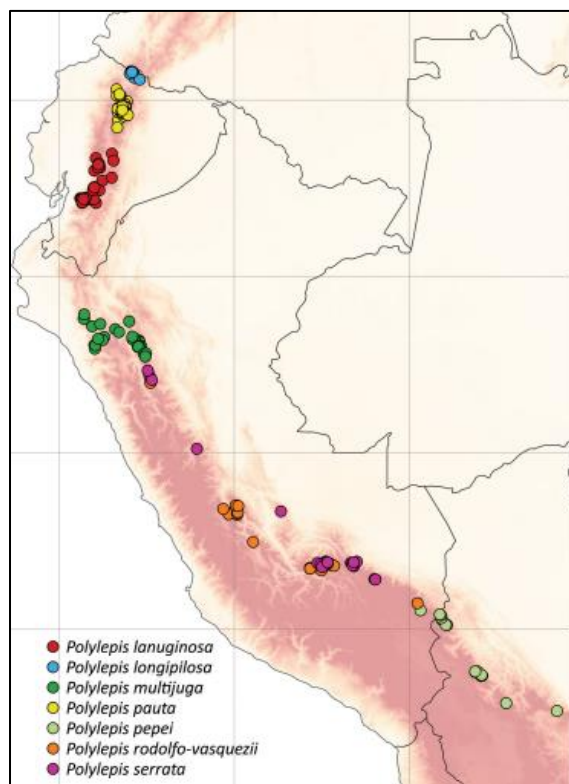 Polylepis lanuginosa
Polylepis longipilosa
Polylepis multijuga
Polylepis pauta
Polylepis pepei
Polylepis rodolfo-vasquezii
Polylepis serrata